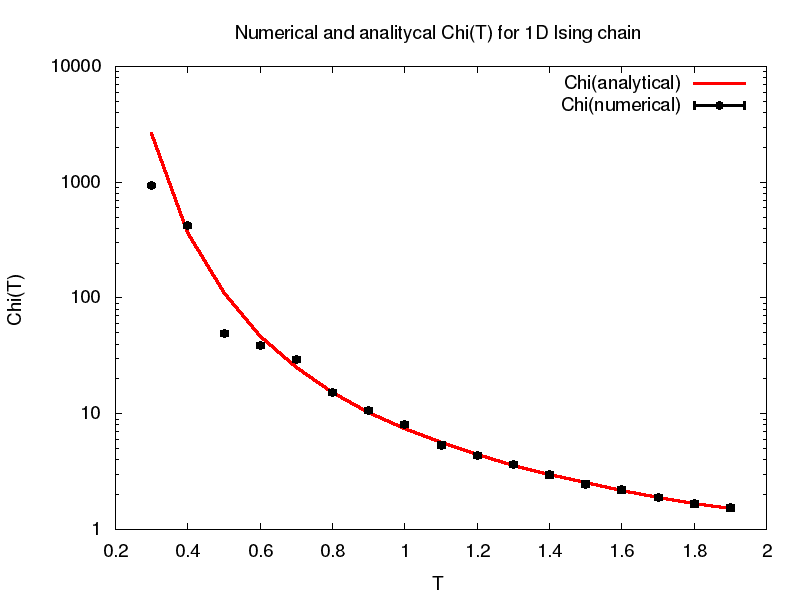 Numerical and analitycal Chi(T) for 1D Ising chain
10000
1000
100
10
1
Chi(T)
Chi(analytical)
Chi(numerical)
0.2 0.4 0.6 0.8 1 1.2 1.4 1.6 1.8 2
T